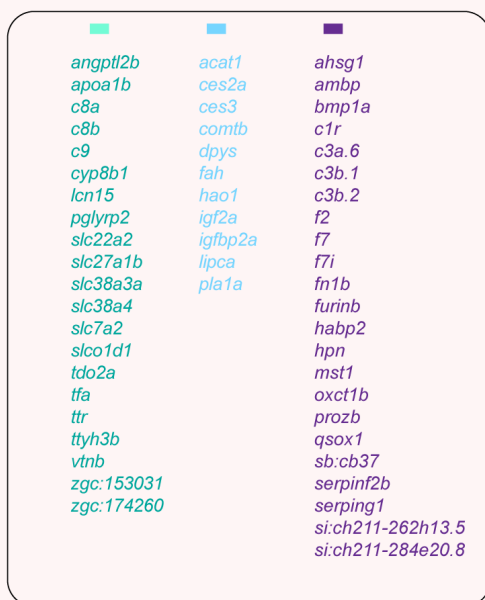 angptl2b
apoa1b
c8a
c8b
c9
cyp8b1
lcn15
pglyrp2
slc22a2
slc27a1b
slc38a3a
slc38a4
slc7a2
slco1d1
tdo2a
tfa
ttr
ttyh3b
vtnb
zgc:153031
zgc:174260
acat1
ces2a
ces3
comtb
dpys
fah
hao1
igf2a
igfbp2a
lipca
pla1a
ahsg1
ambp
bmp1a
c1r
c3a.6
c3b.1
c3b.2
f2
f7
f7i
fn1b
furinb
habp2
hpn
mst1
oxct1b
prozb
qsox1
sb:cb37
serpinf2b
serping1
si:ch211-262h13.5
si:ch211-284e20.8